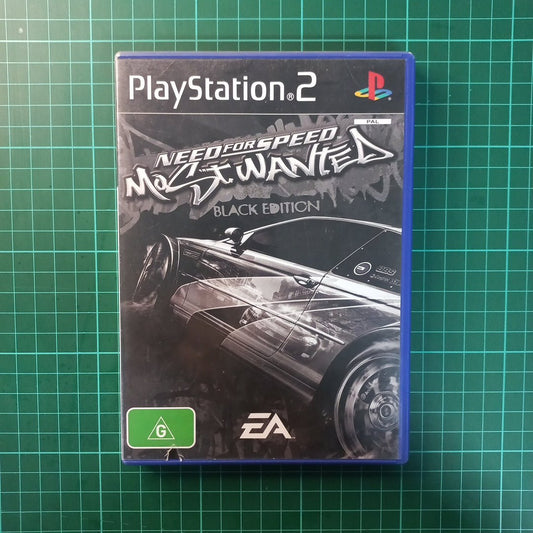 PlayStation®2
PAL
NEED FOR SPEED
MOST WANTED
BLACK EDITION
G
EA